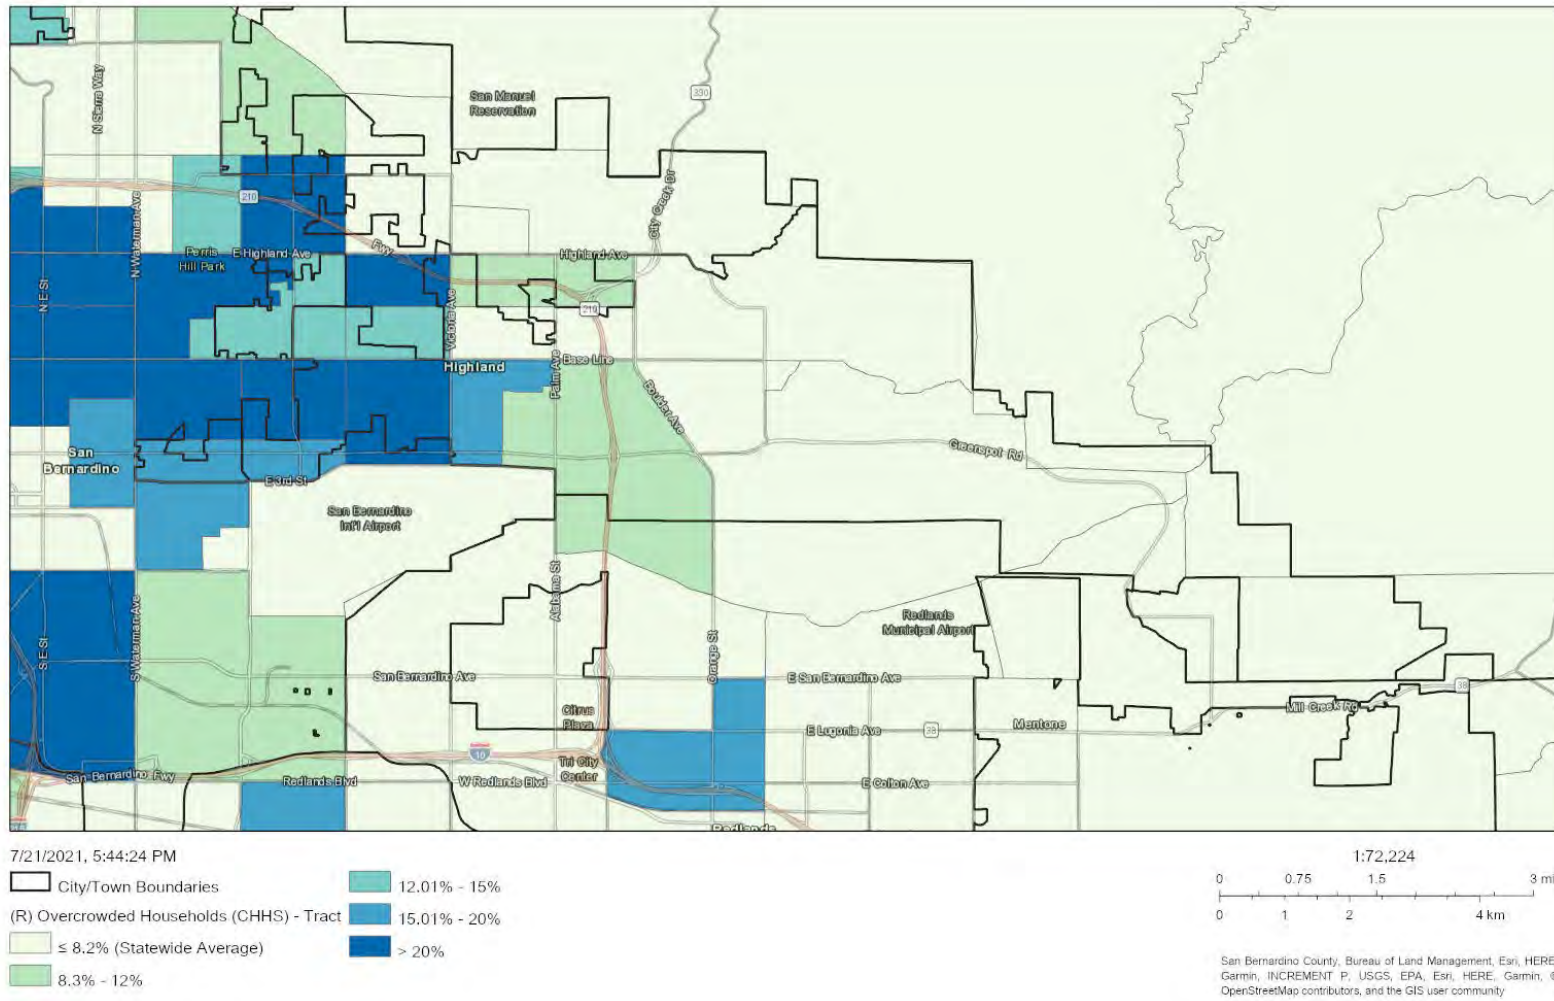 San Manuel
Reservation
330
N Sierra Way
City Creek Dr
N Waterman Ave
210
Fwy
Perris
Hill Park
E Highland Ave
Highland Ave
N E St
Victoria Ave
210
Highland
Palm Ave
Base Line
Boulder Ave
San
Bernardino
Greenspot Rd
E 3rd St
San Bernardino
Int'l Airport
Alabama St
S Waterman Ave
S E St
Redlands
Municipal Airport
Orange St
San Bernardino Ave
E San Bernardino Ave
38
Mill Creek Rd
Citrus
Plaza
E Lugonia Ave
38
Mentone
10
Tri City
Center
San Bernardino Fwy
Redlands Blvd
W Redlands Blvd
E Colton Ave
Redlands
7/21/2021, 5:44:24 PM
City/Town Boundaries
(R) Overcrowded Households (CHHS) - Tract
≤ 8.2% (Statewide Average)
8.3% - 12%
12.01% - 15%
15.01% - 20%
> 20%
1:72,224
0 0.75 1.5 3 mi
0 1 2 4 km
San Bernardino County, Bureau of Land Management, Esri, HERE
Garmin, INCREMENT P, USGS, EPA, Esri, HERE, Garmin, ©
OpenStreetMap contributors, and the GIS user community